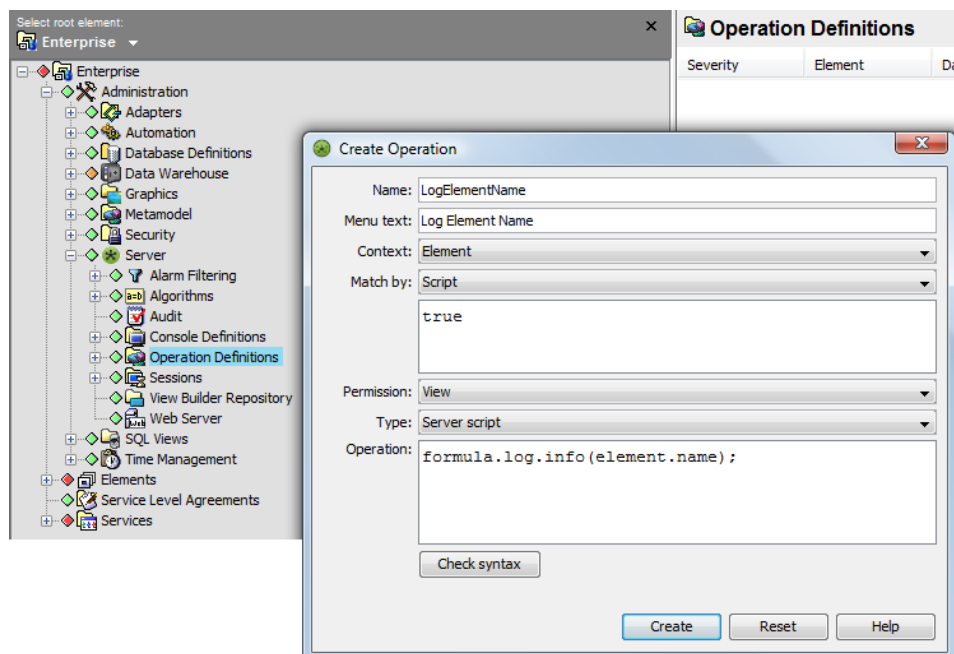 Select root element:
Enterprise
Enterprise
Administration
Adapters
Automation
Database Definitions
Data Warehouse
Graphics
Metamodel
Security
Server
Alarm Filtering
Algorithms
Audit
Console Definitions
Operation Definitions
Sessions
View Builder Repository
Web Server
SQL Views
Time Management
Elements
Service Level Agreements
Services
Operation Definitions
Severity Element Da
Create Operation
Name: LogElementName
Menu text: Log Element Name
Context: Element
Match by: Script
true
Permission: View
Type: Server script
Operation: formula.log.info(element.name);
Check syntax
Create Reset Help